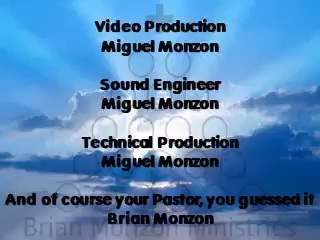 Video Production
Miguel Monzon
Sound Engineer
Miguel Monzon
Technical Production
Miguel Monzon
And of course your Pastor, you guessed it
Brian Monzon
Brian Monzon Ministries